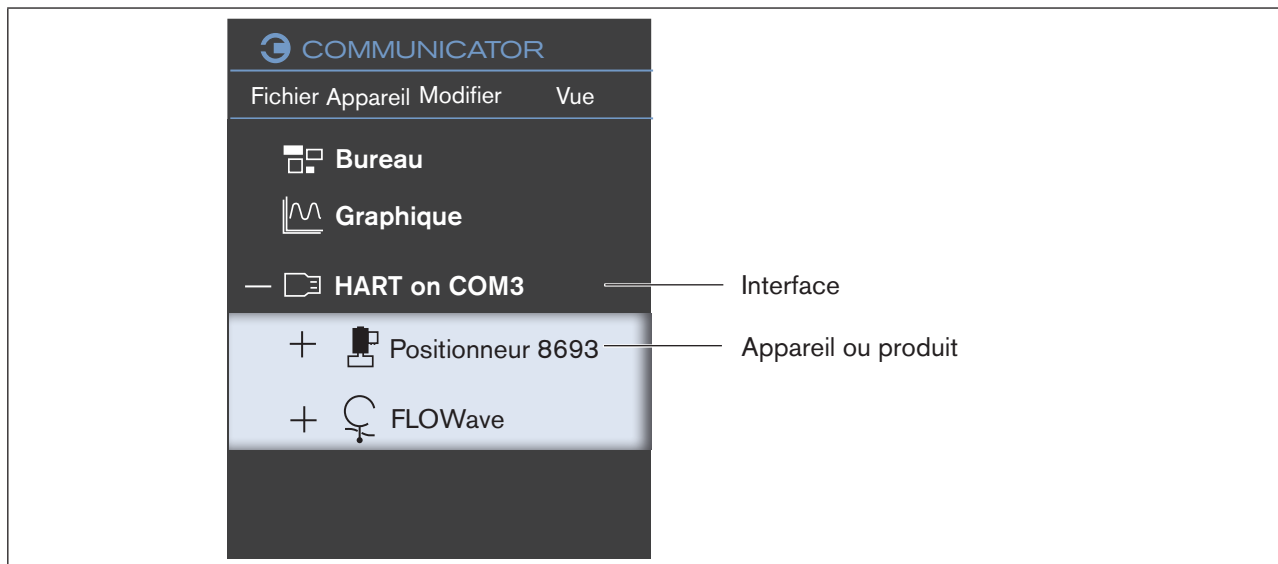 COMMUNICATOR
Fichier Appareil Modifier Vue
Bureau
Graphique
HART on COM3
Interface
Positionneur 8693
Appareil ou produit
FLOWave